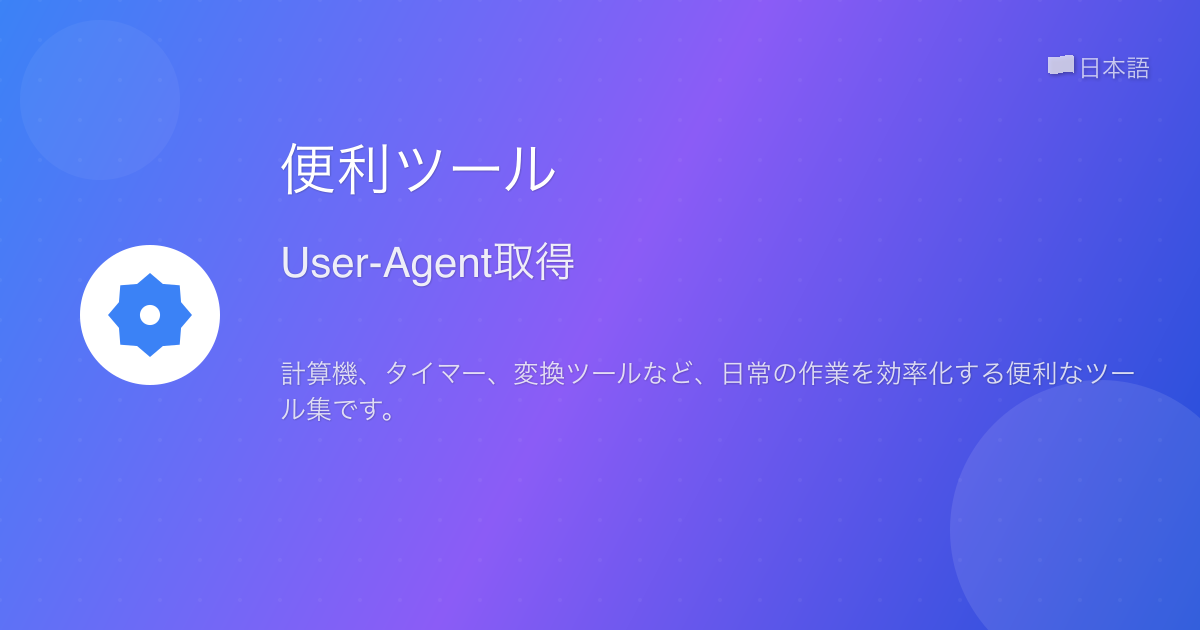 日本語
便利ツール
User-Agent取得
計算機、タイマー、変換ツールなど、日常の作業を効率化する便利なツー
ル集です。